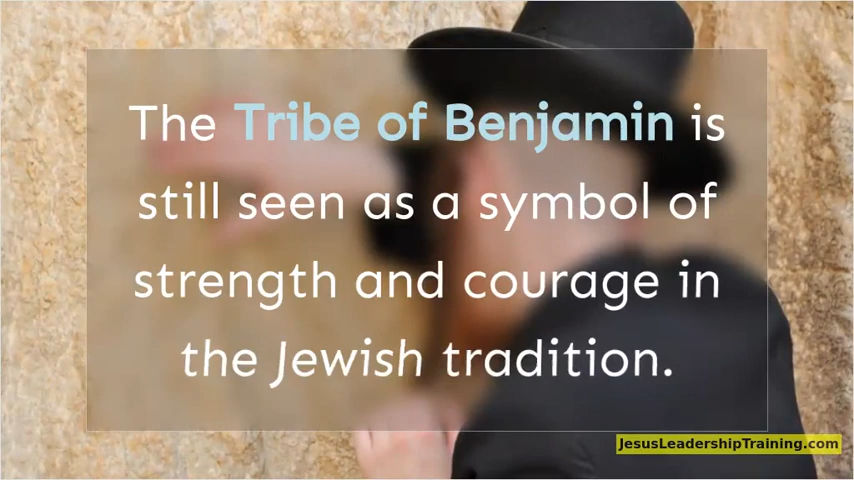 The Tribe of Benjamin is
still seen as a symbol of
strength and courage in
the Jewish tradition.
JesusLeadershipTraining.com